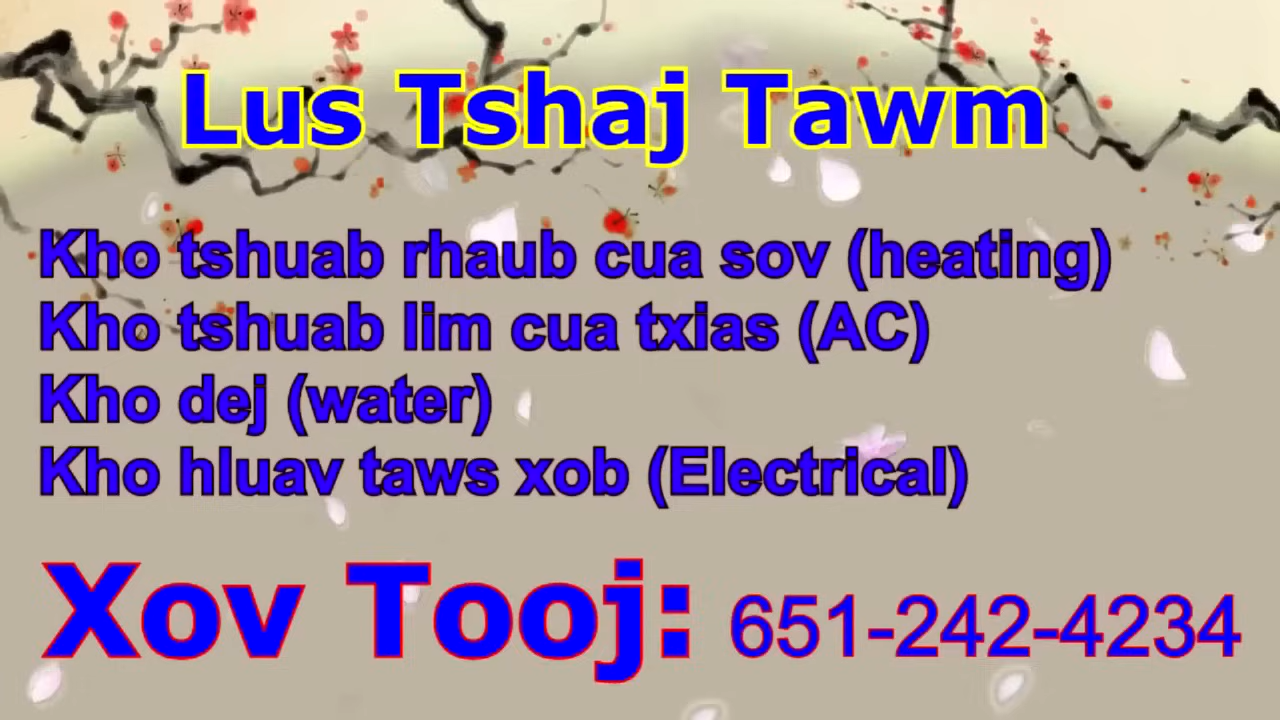 Lus Tshaj Tawm
Kho tshuab rhaub cua sov (heating)
Kho tshuab lim cua txias (AC)
Kho dej (water)
Kho hluav taws xob (Electrical)
Xov Tooj: 651-242-4234